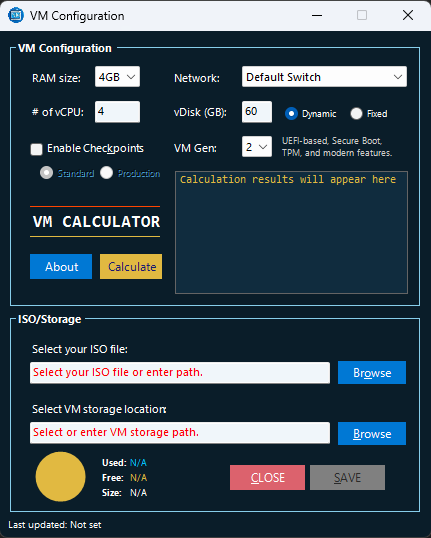 VM Configuration
VM Configuration
RAM size: 4GB Network: Default Switch
# of vCPU: 4 vDisk (GB): 60 Dynamic Fixed
Enable Checkpoints VM Gen: 2 UEFI-based, Secure Boot,
TPM, and modern features.
Standard Production
Calculation results will appear here
VM CALCULATOR
About Calculate
ISO/Storage
Select your ISO file:
Select your ISO file or enter path. Browse
Select VM storage location:
Select or enter VM storage path. Browse
Used: N/A
Free: N/A
Size: N/A
CLOSE SAVE
Last updated: Not set